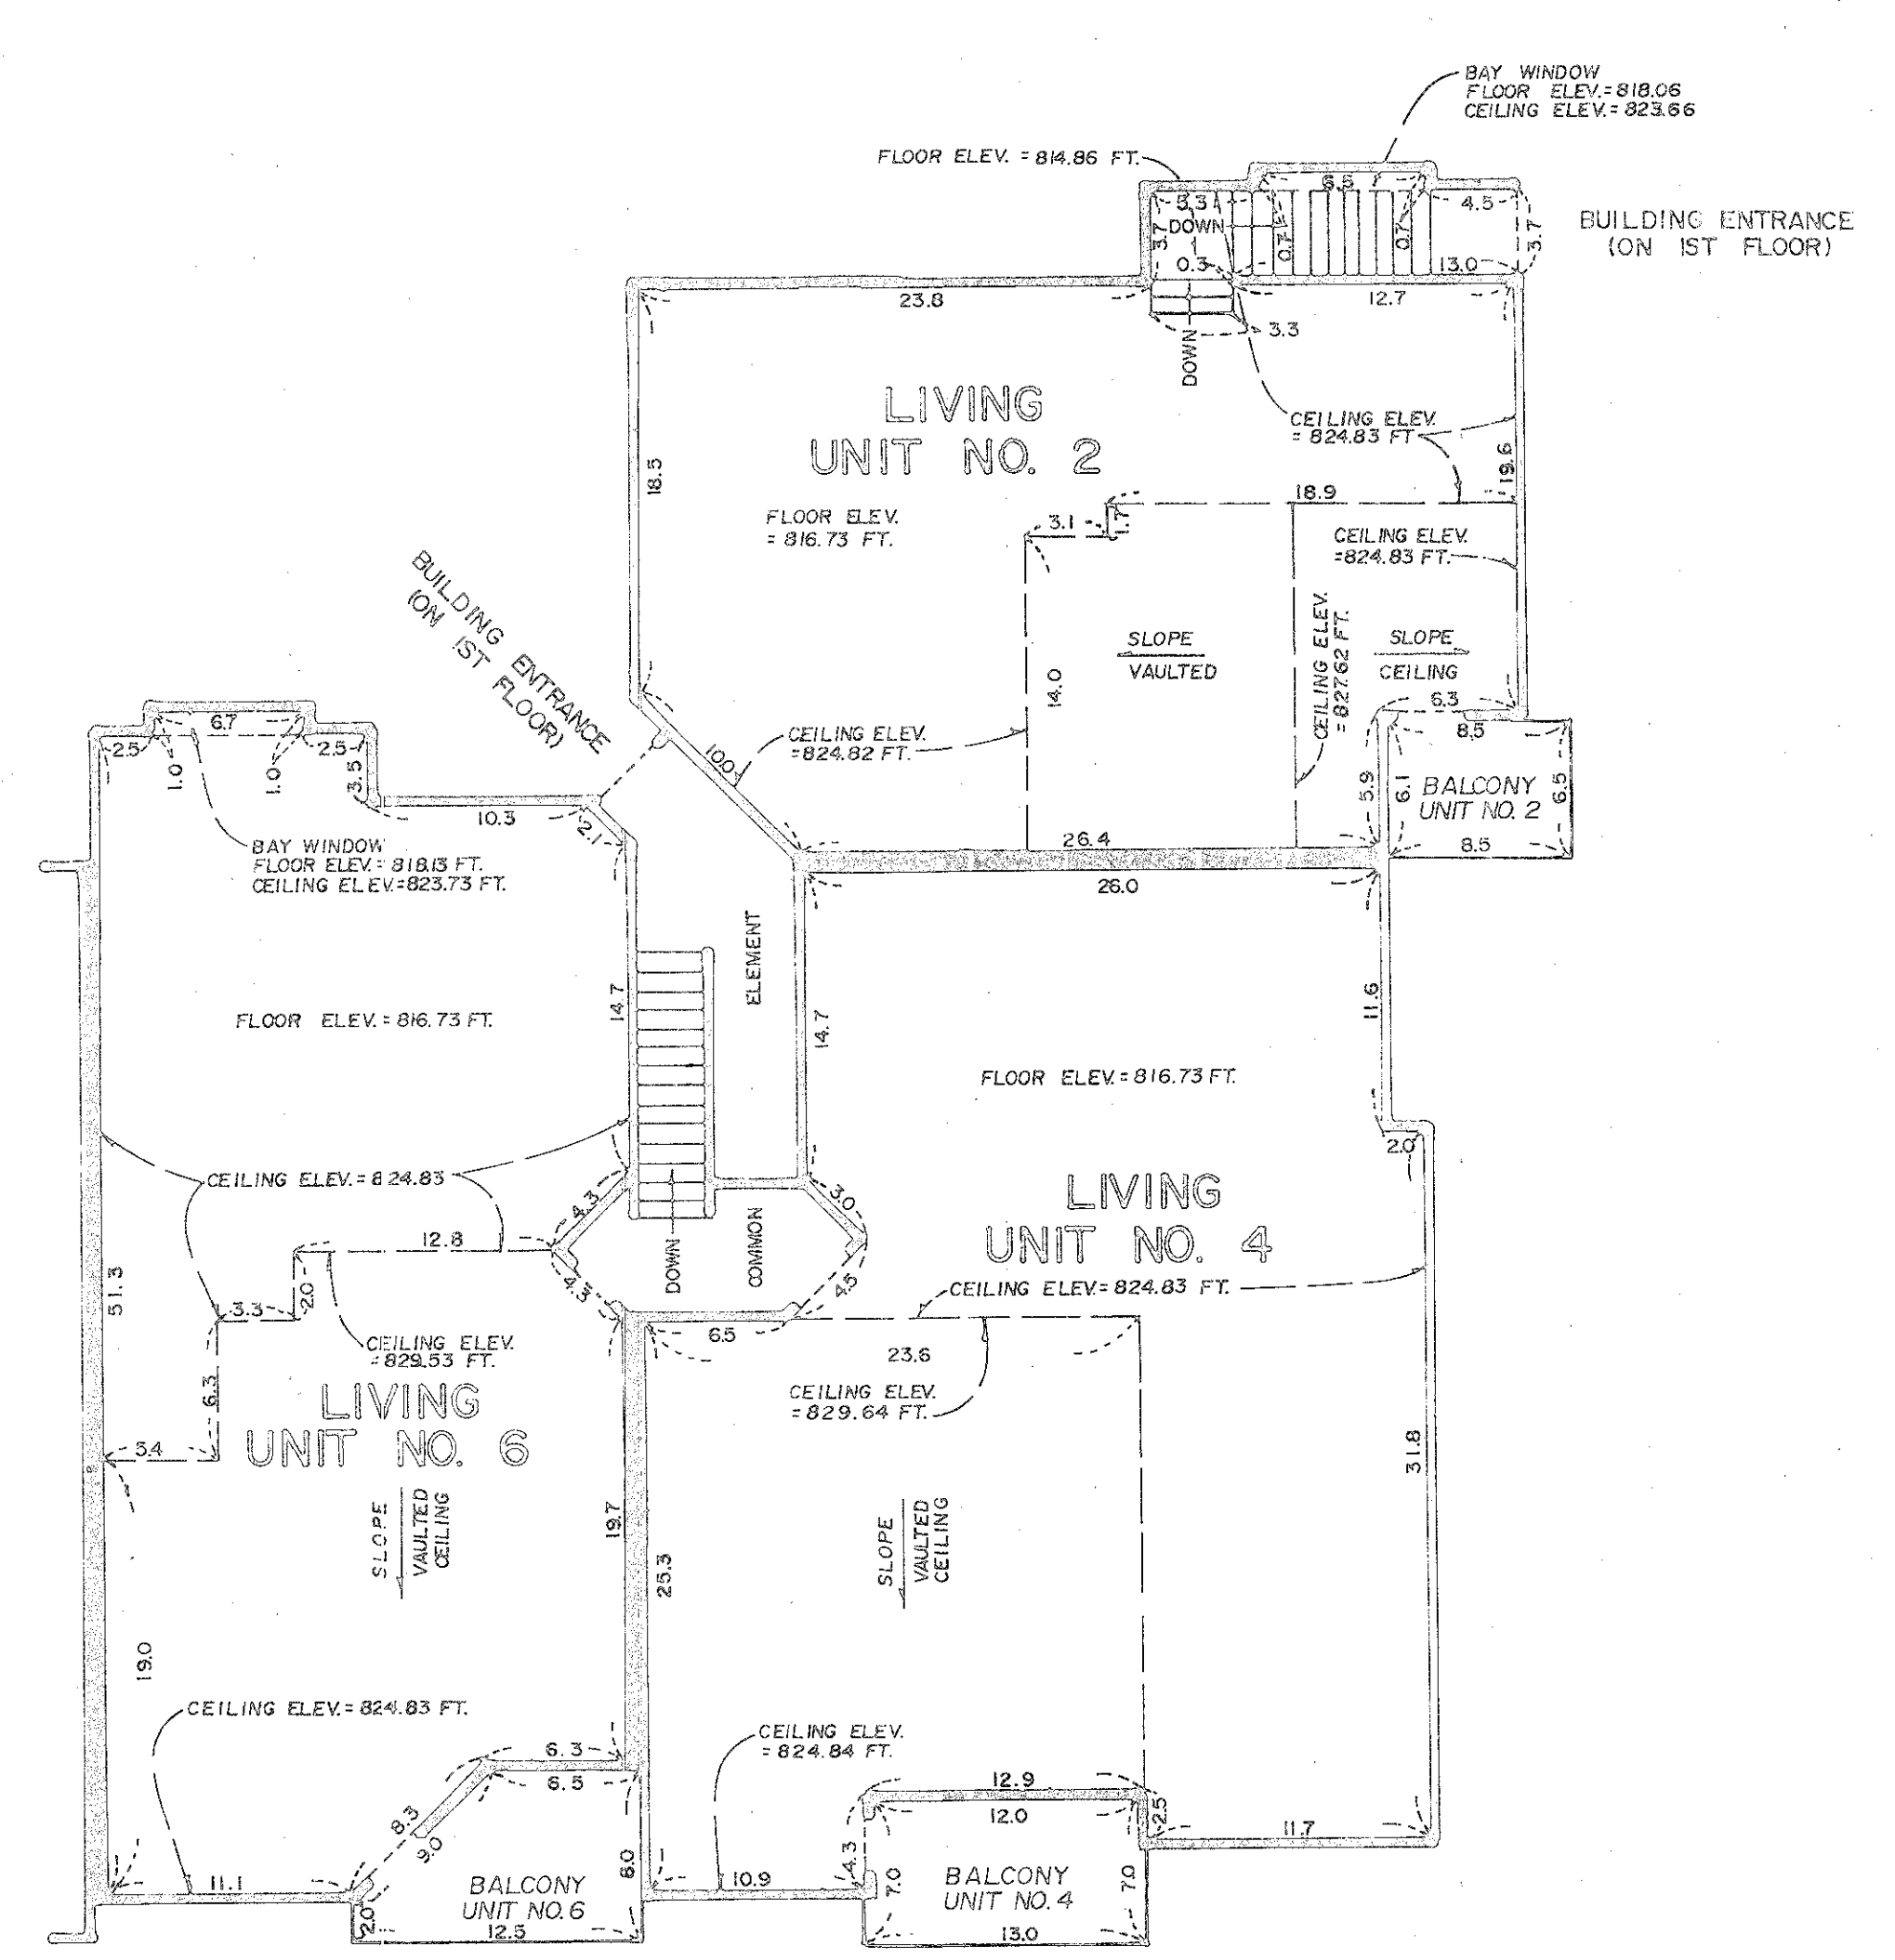 BAY WINDOW
FLOOR ELEV.=818.06
CEILING ELEV.=823.66
FLOOR ELEV. =814.86 FT.
6.5
4.5
3.3
DOWN
3.7
0.7
0.7
3.7
0.3
13.0
BUILDING ENTRANCE
(ON 1ST FLOOR)
23.8
12.7
3.3
DOWN
LIVING
UNIT NO. 2
CEILING ELEV.
= 824.83 FT
18.5
19.6
18.9
FLOOR ELEV.
= 816.73 FT.
3.1
1.7
CEILING ELEV.
=824.83 FT.
BUILDING ENTRANCE
(ON 1ST FLOOR)
SLOPE
VAULTED
CEILING ELEV.
= 827.62 FT.
SLOPE
CEILING
14.0
6.3
8.5
CEILING ELEV.
=824.82 FT.
10.0
5.9
6.1
BALCONY
UNIT NO. 2
6.5
8.5
26.4
26.0
6.7
2.5
2.5
1.0
1.0
3.5
10.3
2.1
BAY WINDOW
FLOOR ELEV.= 818.13 FT.
CEILING ELEV.=823.73 FT.
ELEMENT
14.7
14.7
11.6
FLOOR ELEV.= 816.73 FT.
FLOOR ELEV.= 816.73 FT.
2.0
CEILING ELEV.= 824.83
4.3
3.0
LIVING
UNIT NO. 4
12.8
DOWN
COMMON
4.3
4.5
51.3
3.3
2.0
CEILING ELEV.= 824.83 FT.
6.5
23.6
CEILING ELEV.
= 829.53 FT.
6.3
LIVING
UNIT NO. 6
CEILING ELEV.
=829.64 FT.
5.4
31.8
SLOPE
VAULTED
CEILING
19.7
25.3
SLOPE
VAULTED
CEILING
19.0
CEILING ELEV.= 824.83 FT.
CEILING ELEV.
= 824.84 FT.
6.3
6.5
12.9
12.0
2.5
11.7
8.3
9.0
8.0
4.3
11.1
10.9
7.0
7.0
BALCONY
UNIT NO. 6
BALCONY
UNIT NO. 4
2.0
12.5
13.0